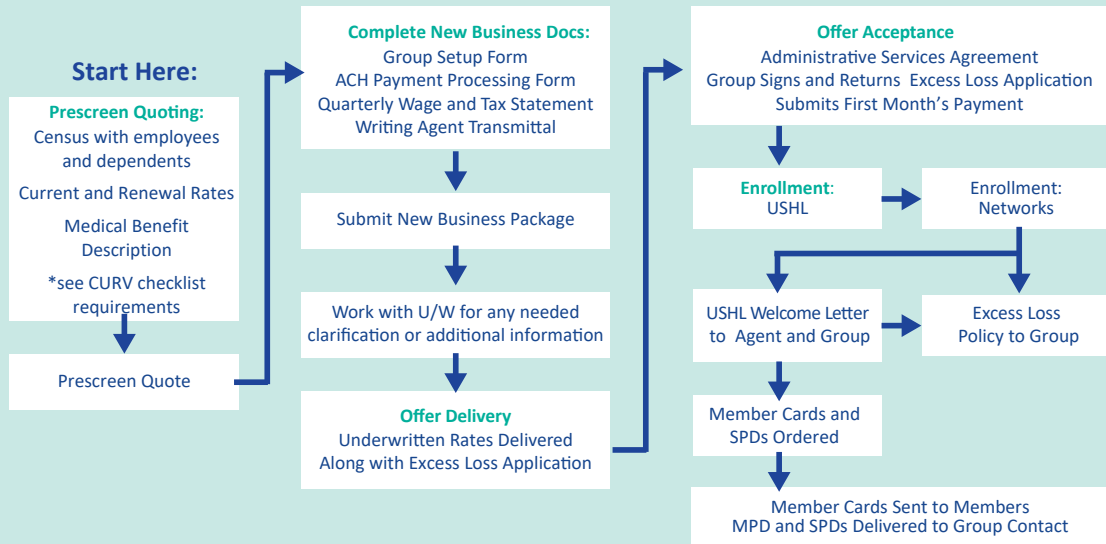 Start Here:
Prescreen Quoting:
Census with employees
and dependents
Current and Renewal Rates
Medical Benefit
Description
*see CURV checklist
requirements
Prescreen Quote
Complete New Business Docs:
Group Setup Form
ACH Payment Processing Form
Quarterly Wage and Tax Statement
Writing Agent Transmittal
Submit New Business Package
Work with U/W for any needed
clarification or additional information
Offer Delivery
Underwritten Rates Delivered
Along with Excess Loss Application
Offer Acceptance
Administrative Services Agreement
Group Signs and Returns Excess Loss Application
Submits First Month's Payment
Enrollment:
USHL
Enrollment:
Networks
USHL Welcome Letter
to Agent and Group
Excess Loss
Policy to Group
Member Cards and
SPDs Ordered
Member Cards Sent to Members
MPD and SPDs Delivered to Group Contact